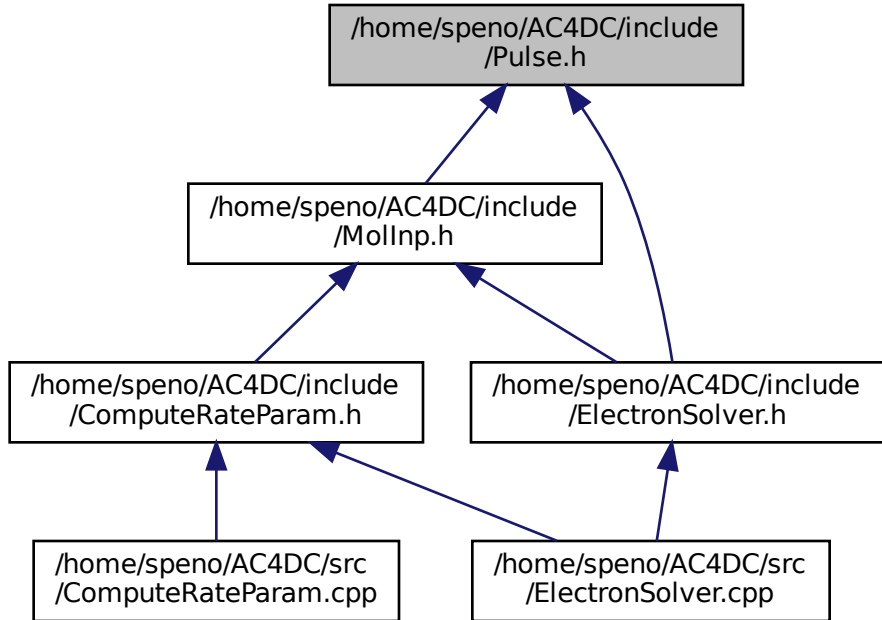 /home/speno/AC4DC/include
/Pulse.h
/home/speno/AC4DC/include
/MolInp.h
/home/speno/AC4DC/include
/ComputeRateParam.h
/home/speno/AC4DC/include
/ElectronSolver.h
/home/speno/AC4DC/src
/ComputeRateParam.cpp
/home/speno/AC4DC/src
/ElectronSolver.cpp